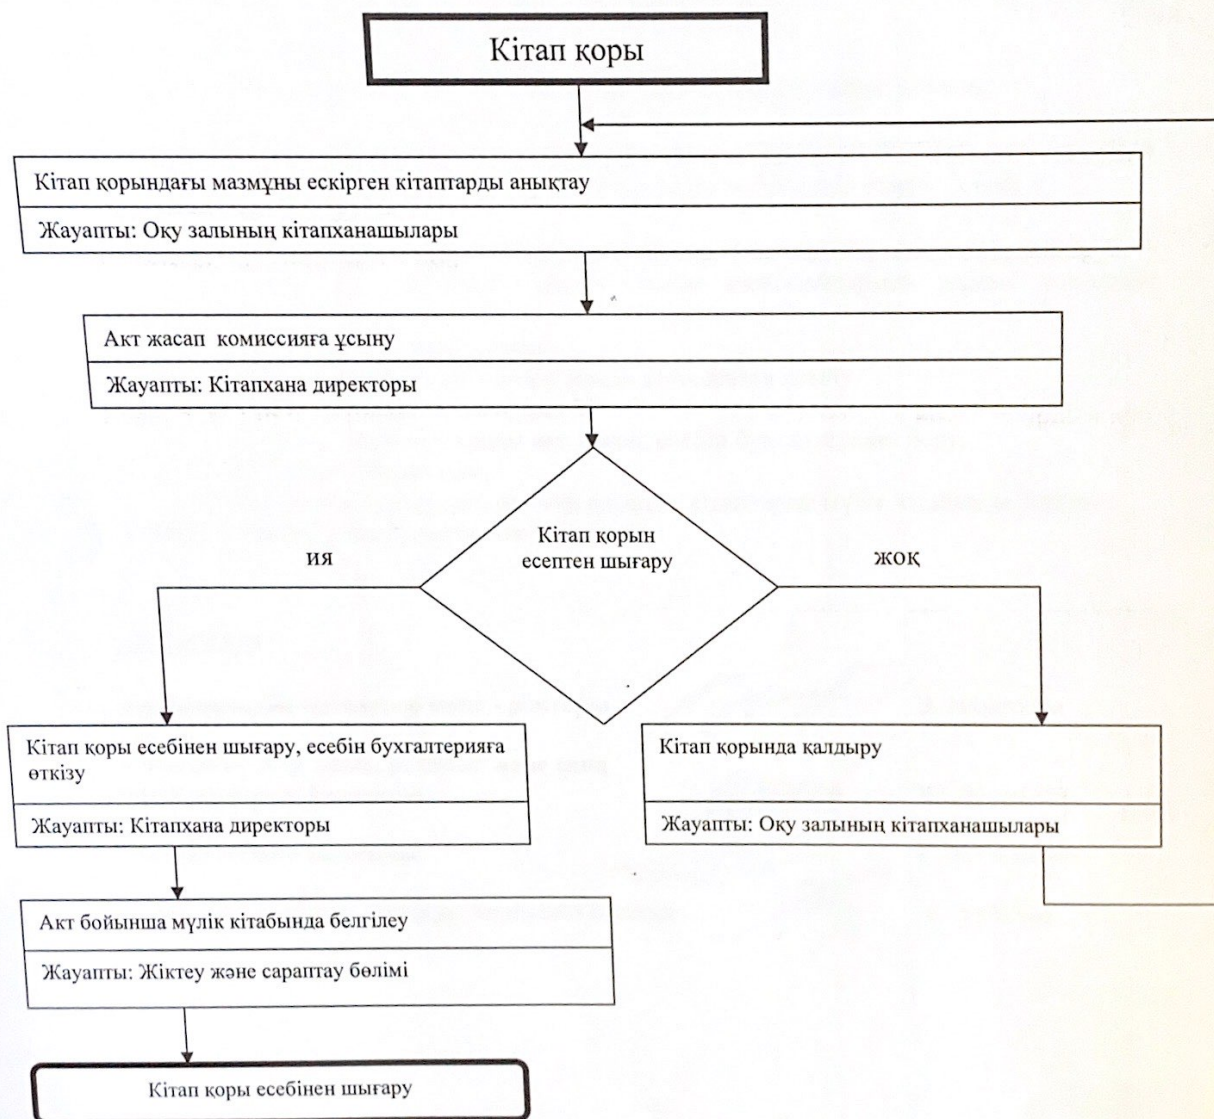 Кітап қоры
Кітап қорындағы мазмұны ескірген кітаптарды анықтау
Жауапты: Оқу залының кітапханашылары
Акт жасап комиссияға ұсыну
Жауапты: Кітапхана директоры
Кітап қорын
есептен шығару
ия
жоқ
Кітап қоры есебінен шығару, есебін бухгалтерияға
өткізу
Жауапты: Кітапхана директоры
Кітап қорында қалдыру
Жауапты: Оқу залының кітапханашылары
Акт бойынша мүлік кітабында белгілеу
Жауапты: Жіктеу және сараптау бөлімі
Кітап қоры есебінен шығару